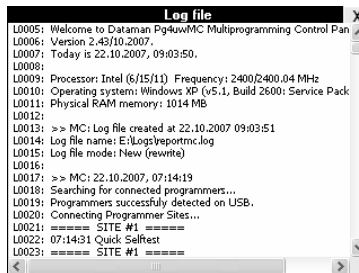 Log file
L0005: Welcome to Dataman Pg4uwMC Multiprogramming Control Pan
L0006: Version 2.43/10.2007.
L0007: Today is 22.10.2007, 09:03:50.
L0008:
L0009: Processor: Intel (6/15/11)  Frequency: 2400/2400.04 MHz
L0010: Operating system: Windows XP (v5.1, Build 2600: Service Pack
L0011: Physical RAM memory: 1014 MB
L0012:
L0013: >> MC: Log file created at 22.10.2007 09:03:51
L0014: Log file name: E:\Logs\reportmc.log
L0015: Log file mode: New (rewrite)
L0016:
L0017: >> MC: 22.10.2007, 07:14:19
L0018: Searching for connected programmers...
L0019: Programmers successfuly detected on USB.
L0020: Connecting Programmer Sites...
L0021: ===== SITE #1 =====
L0022: 07:14:31 Quick Selftest
L0023: ===== SITE #1 =====